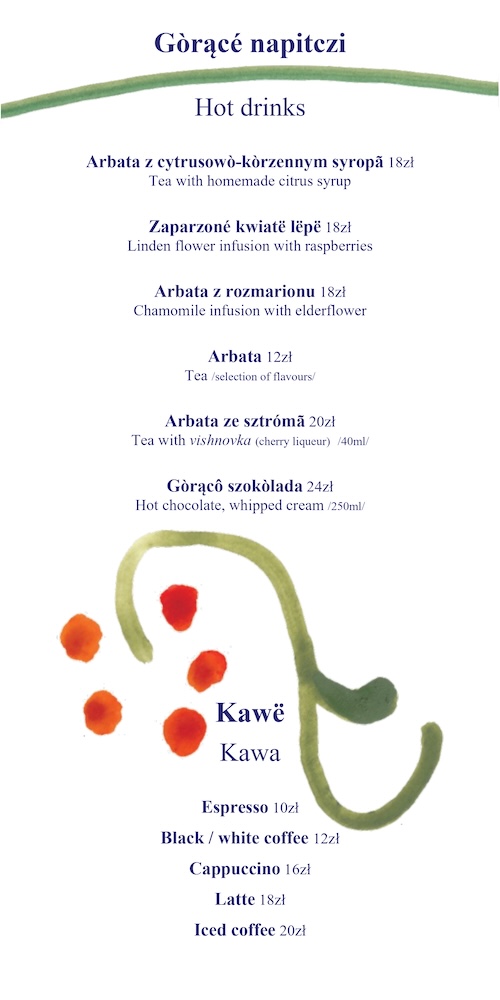 Gòrącé napitczi
Hot drinks
Arbata z cytrusowò-kòrzennym syropã 18zł
Tea with homemade citrus syrup
Zaparzoné kwiatë lëpë 18zł
Linden flower infusion with raspberries
Arbata z rozmarionu 18zł
Chamomile infusion with elderflower
Arbata 12zł
Tea /selection of flavours/
Arbata ze sztrómã 20zł
Tea with vishnovka (cherry liqueur) /40ml/
Gòrącô szokòlada 24zł
Hot chocolate, whipped cream /250ml/
Kawë
Kawa
Espresso 10zł
Black / white coffee 12zł
Cappuccino 16zł
Latte 18zł
Iced coffee 20zł